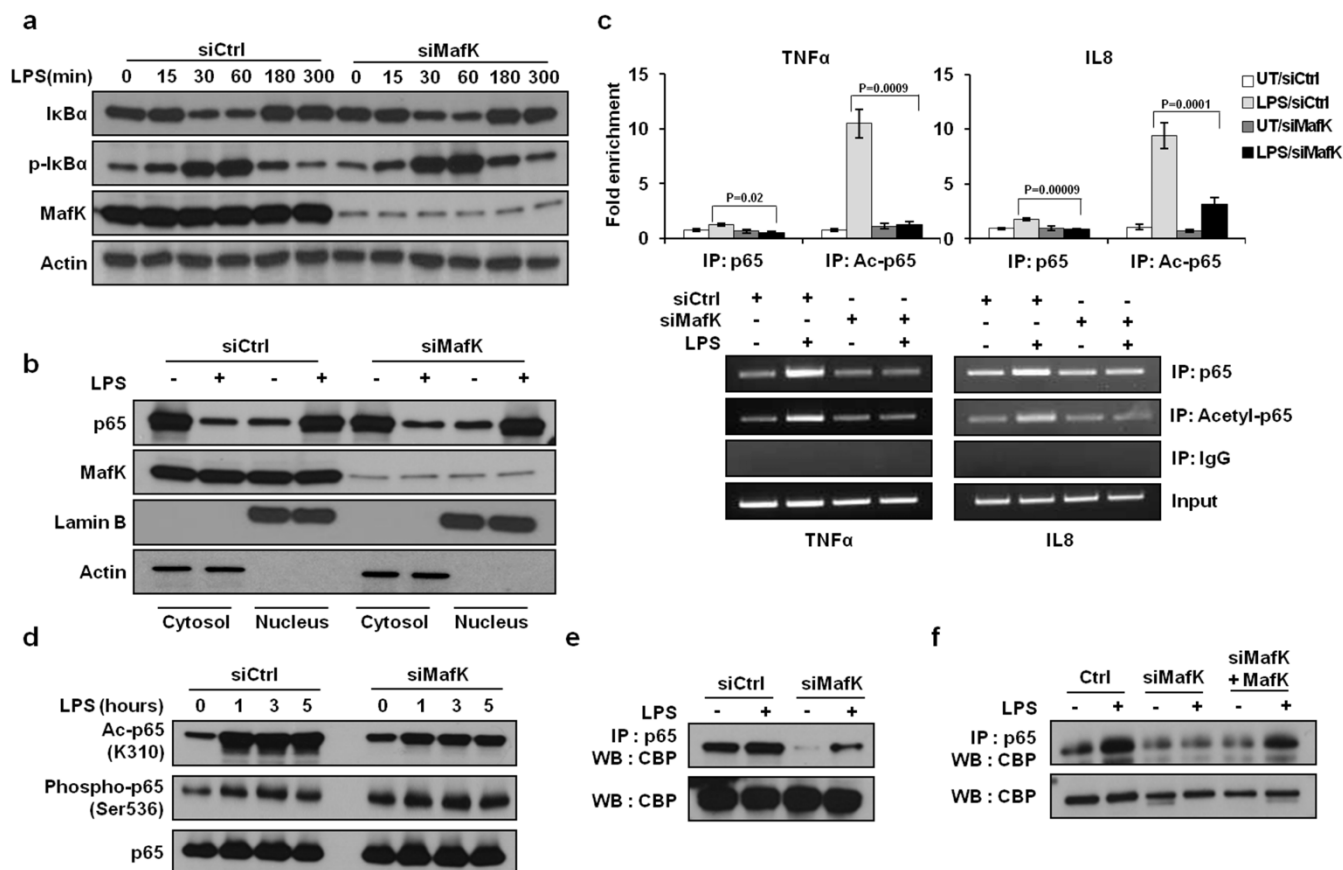 a
siCtrl siMafK
LPS(min) 0 15 30 60 180 300 0 15 30 60 180 300
IκBα
p-IκBα
MafK
Actin
b
siCtrl siMafK
LPS - + - + - + - +
p65
MafK
Lamin B
Actin
Cytosol Nucleus Cytosol Nucleus
c
TNFα IL8
Fold enrichment
15 15
10 10
5 5
0 0
P=0.0009 P=0.0001
P=0.02 P=0.00009
UT/siCtrl
LPS/siCtrl
UT/siMafK
LPS/siMafK
IP: p65 IP: Ac-p65 IP: p65 IP: Ac-p65
siCtrl + + - - + + - -
siMafK - - + + - - + +
LPS - + - + - + - +
IP: p65
IP: Acetyl-p65
IP: IgG
Input
TNFα IL8
d
siCtrl siMafK
LPS (hours) 0 1 3 5 0 1 3 5
Ac-p65
(K310)
Phospho-p65
(Ser536)
p65
e
siCtrl siMafK
LPS - + - +
IP : p65
WB : CBP
WB : CBP
f
siMafK
Ctrl siMafK + MafK
LPS - + - + - +
IP : p65
WB : CBP
WB : CBP